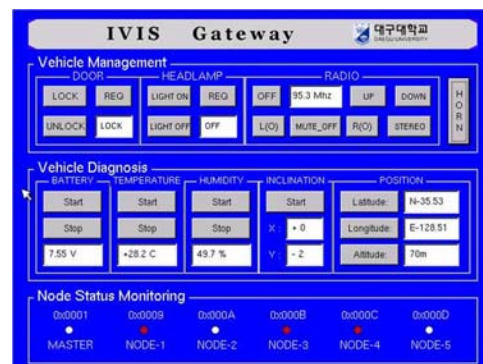 IVIS Gateway
대구대학교
DAEGU UNIVERSITY
Vehicle Management
DOOR
HEADLAMP
RADIO
LOCK
REQ
LIGHT ON
REQ
OFF
95.3 Mhz
UP
DOWN
HORN
UNLOCK
LOCK
LIGHT OFF
OFF
L(O)
MUTE_OFF
R(O)
STEREO
Vehicle Diagnosis
BATTERY
TEMPERATURE
HUMIDITY
INCLINATION
POSITION
Start
Start
Start
Start
Latitude:
N-35.53
Stop
Stop
Stop
X :
+ 0
Longitude:
E-128.51
7.55 V
+28.2 C
49.7 %
Y :
- 2
Altitude:
70m
Node Status Monitoring
0x0001
0x0009
0x000A
0x000B
0x000C
0x000D
MASTER
NODE-1
NODE-2
NODE-3
NODE-4
NODE-5